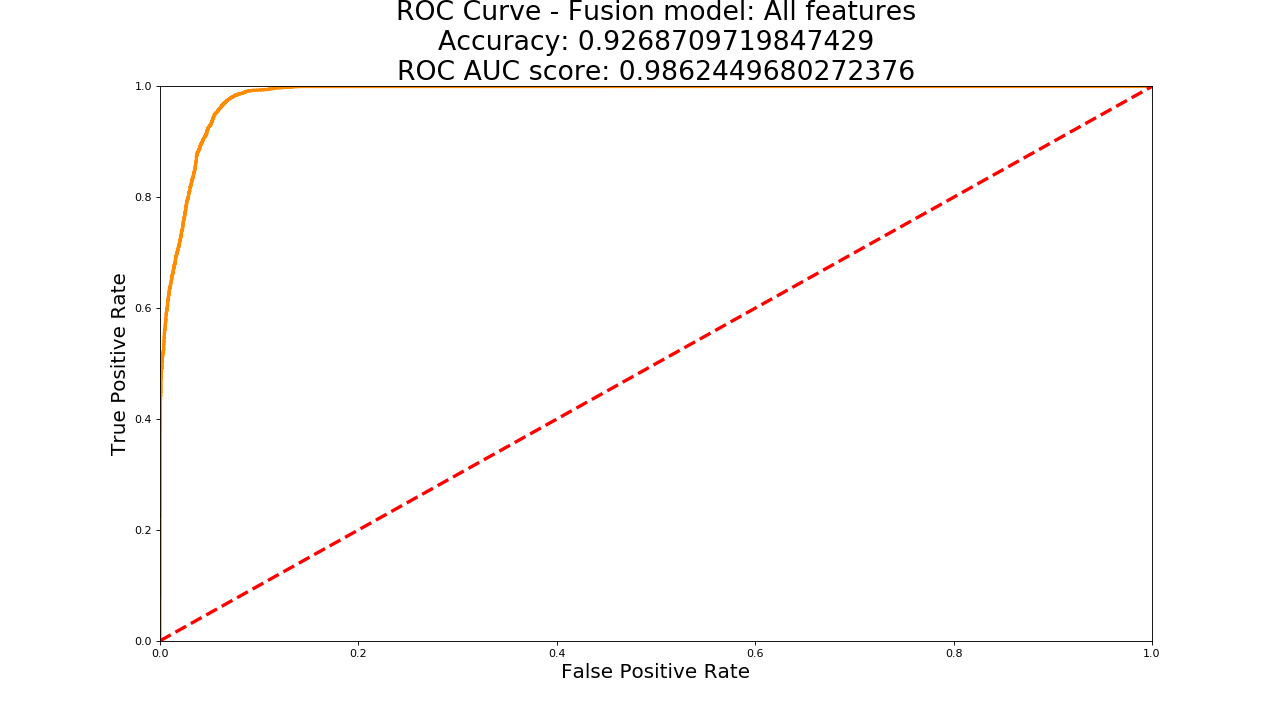 ROC Curve - Fusion model: All features
Accuracy: 0.9268709719847429
ROC AUC score: 0.9862449680272376
1.0
0.8
0.6
0.4
0.2
0.0
True Positive Rate
0.0 0.2 0.4 0.6 0.8 1.0
False Positive Rate